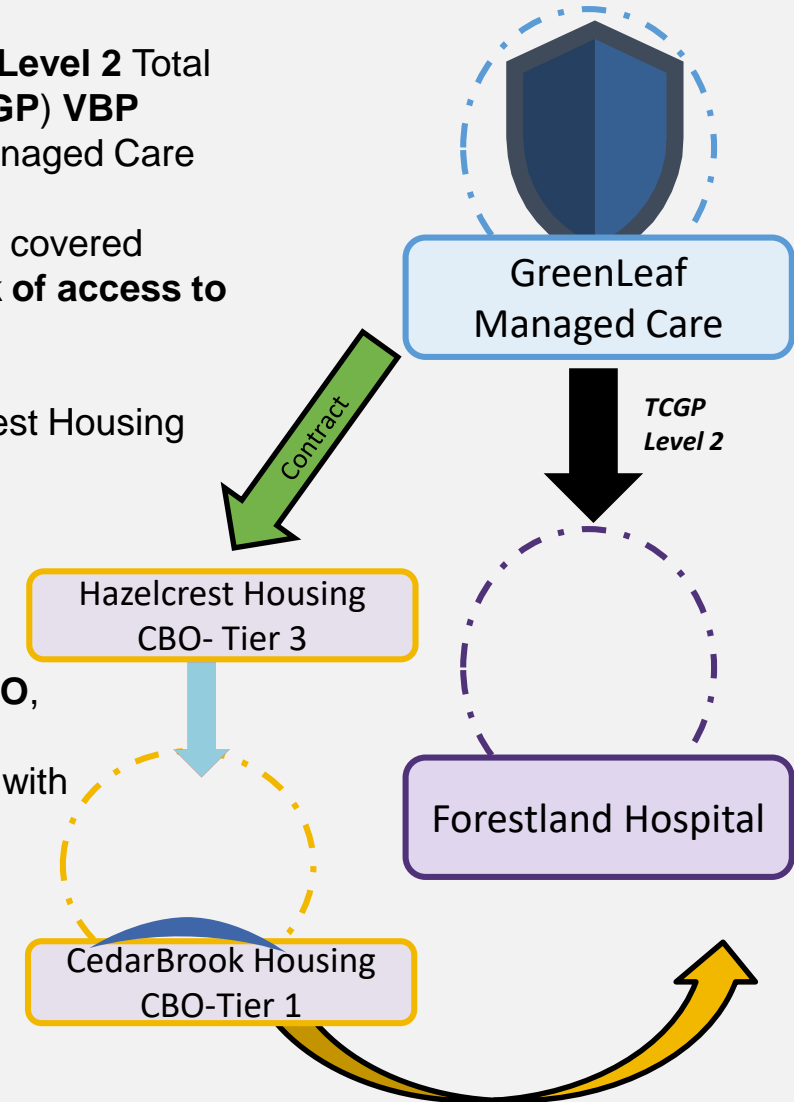 Level 2 Total
GP) VBP
naged Care
covered
k of access to
est Housing
O,
with
GreenLeaf
Managed Care
Contract
TCGP
Level 2
Hazelcrest Housing
CBO- Tier 3
Forestland Hospital
CedarBrook Housing
CBO-Tier 1